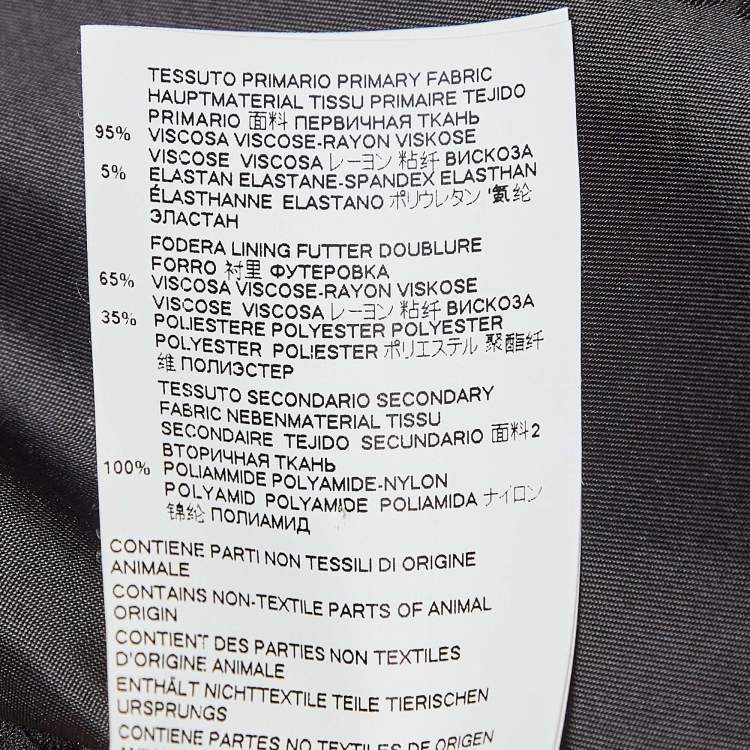 TESSUTO PRIMARIO PRIMARY FABRIC
HAUPTMATERIAL TISSU PRIMAIRE TEJIDO
PRIMARIO 面料 ПЕРВИЧНАЯ ТКАНЬ
95% VISCOSA VISCOSE-RAYON VISKOSE
VISCOSE VISCOSA レーヨン 粘纤 ВИСКОЗА
5% ELASTAN ELASTANE-SPANDEX ELASTHAN
ÉLASTHANNE ELASTANO ポリウレタン '氨纶
ЭЛАСТАН
FODERA LINING FUTTER DOUBLURE
FORRO 衬里 ФУТЕРОВКА
65% VISCOSA VISCOSE-RAYON VISKOSE
VISCOSE VISCOSA レーヨン 粘纤 ВИСКОЗА
35% POLIESTERE POLYESTER POLYESTER
POLYESTER POLIESTER ポリエステル 聚酯纤
维 ПОЛИЭСТЕР
TESSUTO SECONDARIO SECONDARY
FABRIC NEBENMATERIAL TISSU
SECONDAIRE TEJIDO SECUNDARIO 面料2
ВТОРИЧНАЯ ТКАНЬ
100% POLIAMMIDE POLYAMIDE-NYLON
POLYAMID POLYAMIDE POLIAMIDA ナイロン
锦纶 ПОЛИАМИД
CONTIENE PARTI NON TESSILI DI ORIGINE
ANIMALE
CONTAINS NON-TEXTILE PARTS OF ANIMAL
ORIGIN
CONTIENT DES PARTIES NON TEXTILES
D'ORIGINE ANIMALE
ENTHÄLT NICHTTEXTILE TEILE TIERISCHEN
URSPRUNGS
CONTIENE PARTES NO TEXTILES DE ORIGEN